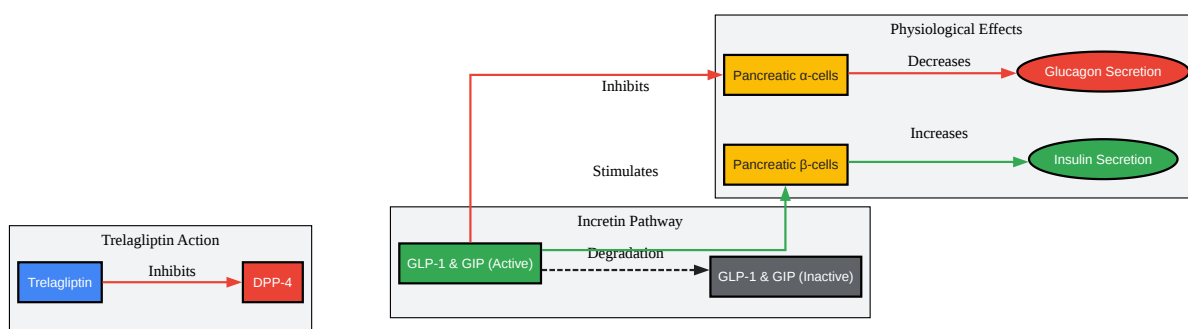 Physiological Effects
Pancreatic α-cells
Decreases
Glucagon Secretion
Inhibits
Pancreatic β-cells
Increases
Insulin Secretion
Stimulates
Incretin Pathway
GLP-1 & GIP (Active)
Degradation
GLP-1 & GIP (Inactive)
Trelagliptin Action
Trelagliptin
Inhibits
DPP-4